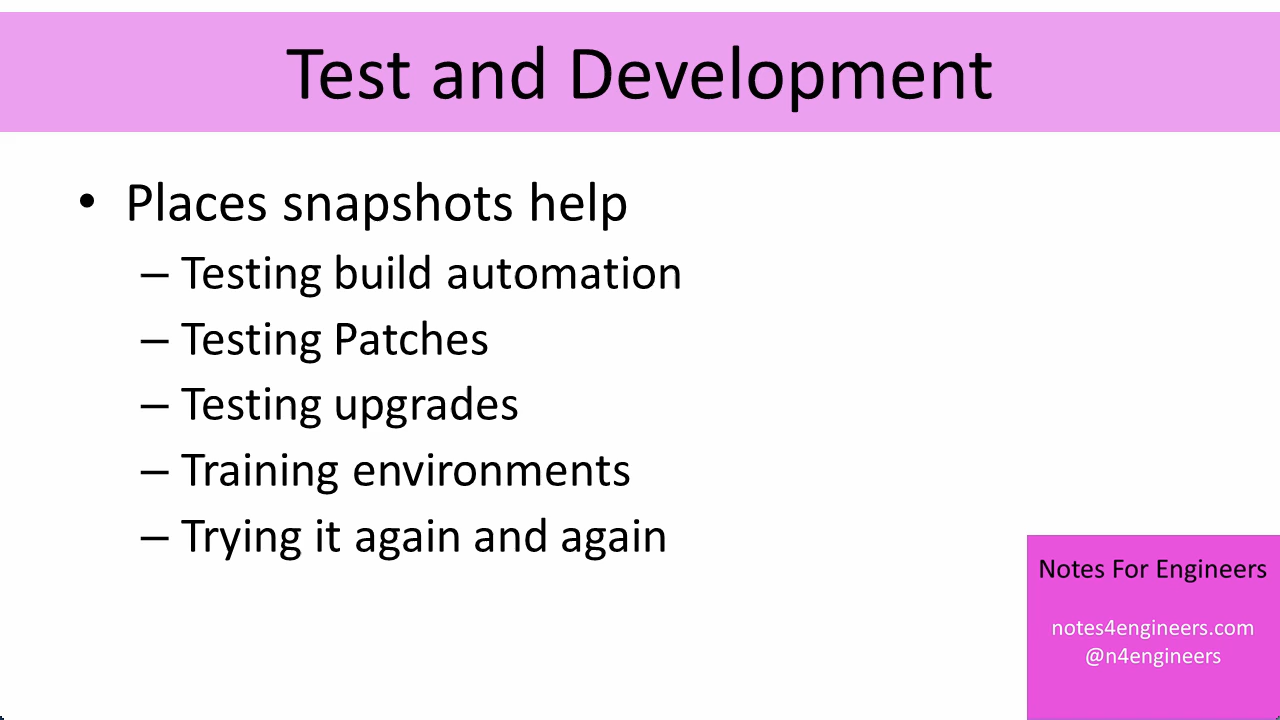 Test and Development
• Places snapshots help
– Testing build automation
– Testing Patches
– Testing upgrades
– Training environments
– Trying it again and again
Notes For Engineers
notes4engineers.com
@n4engineers